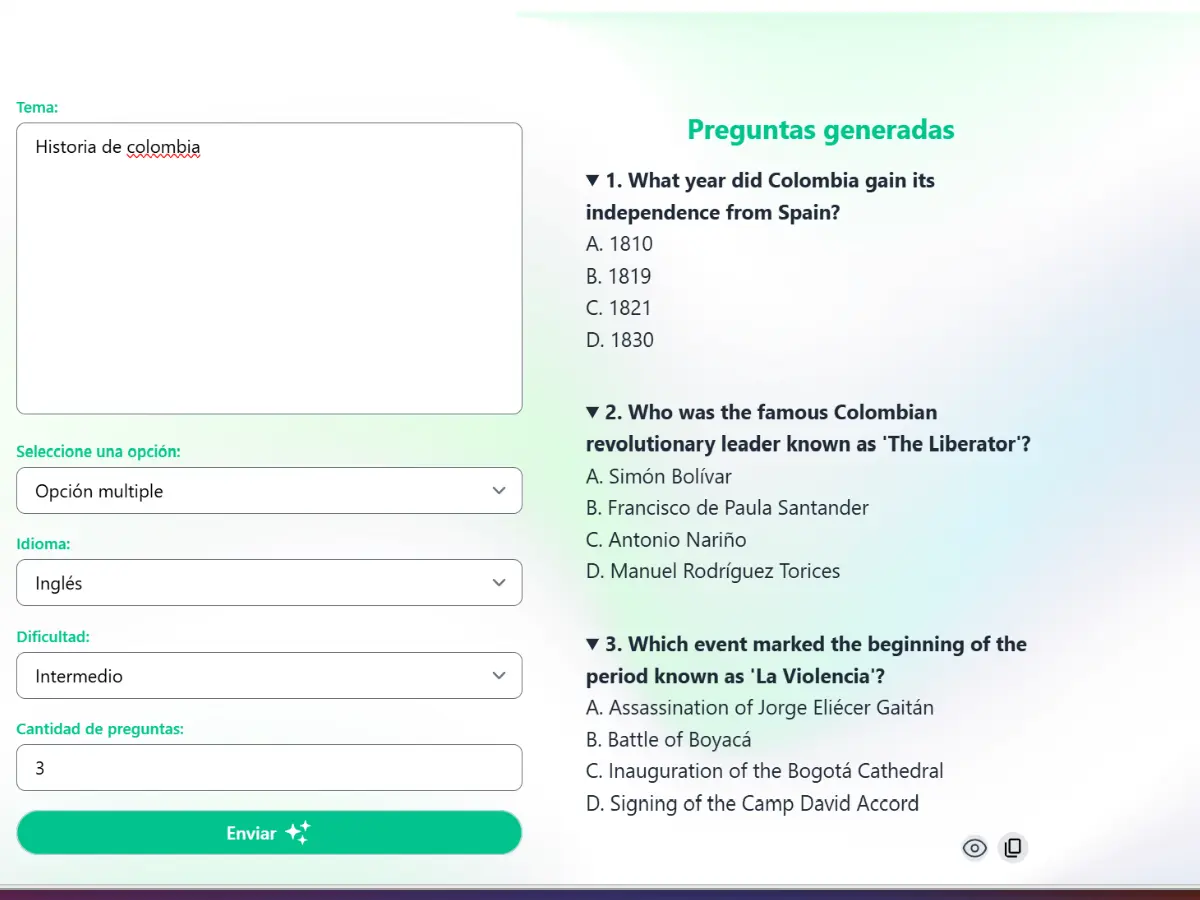 Tema:
Historia de colombia
Seleccione una opción:
Opción multiple
Idioma:
Inglés
Dificultad:
Intermedio
Cantidad de preguntas:
3
Enviar
Preguntas generadas
▼ 1. What year did Colombia gain its
independence from Spain?
A. 1810
B. 1819
C. 1821
D. 1830
▼ 2. Who was the famous Colombian
revolutionary leader known as 'The Liberator'?
A. Simón Bolívar
B. Francisco de Paula Santander
C. Antonio Nariño
D. Manuel Rodríguez Torices
▼ 3. Which event marked the beginning of the
period known as 'La Violencia'?
A. Assassination of Jorge Eliécer Gaitán
B. Battle of Boyacá
C. Inauguration of the Bogotá Cathedral
D. Signing of the Camp David Accord